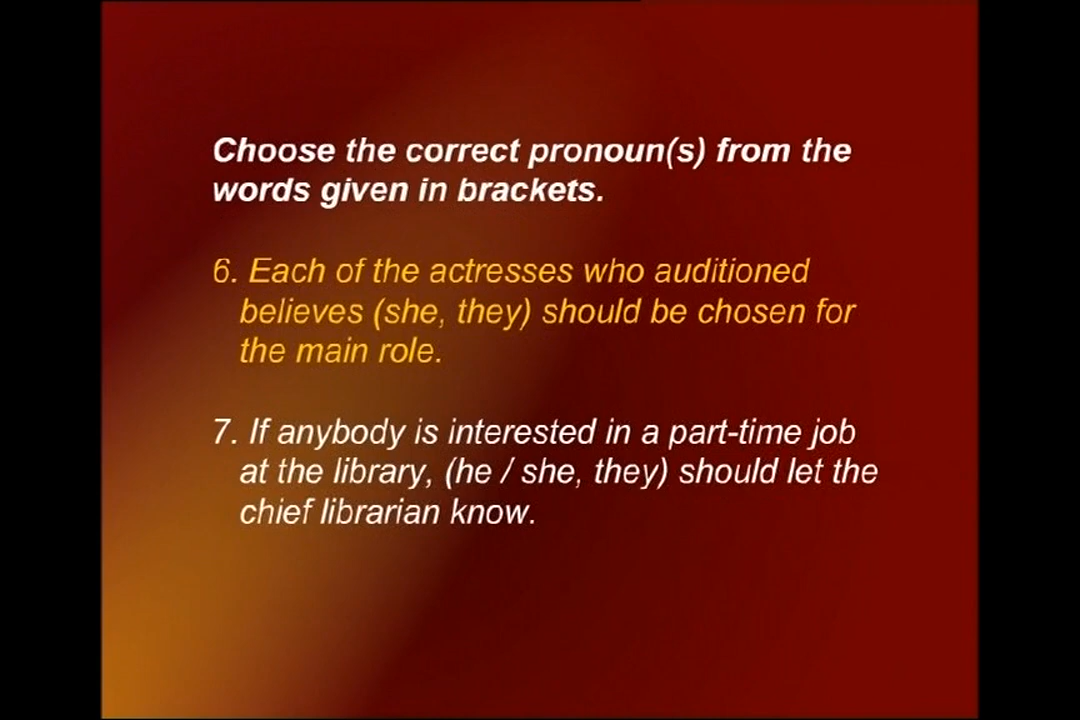 Choose the correct pronoun(s) from the
words given in brackets.
6. Each of the actresses who auditioned
believes (she, they) should be chosen for
the main role.
7. If anybody is interested in a part-time job
at the library, (he / she, they) should let the
chief librarian know.